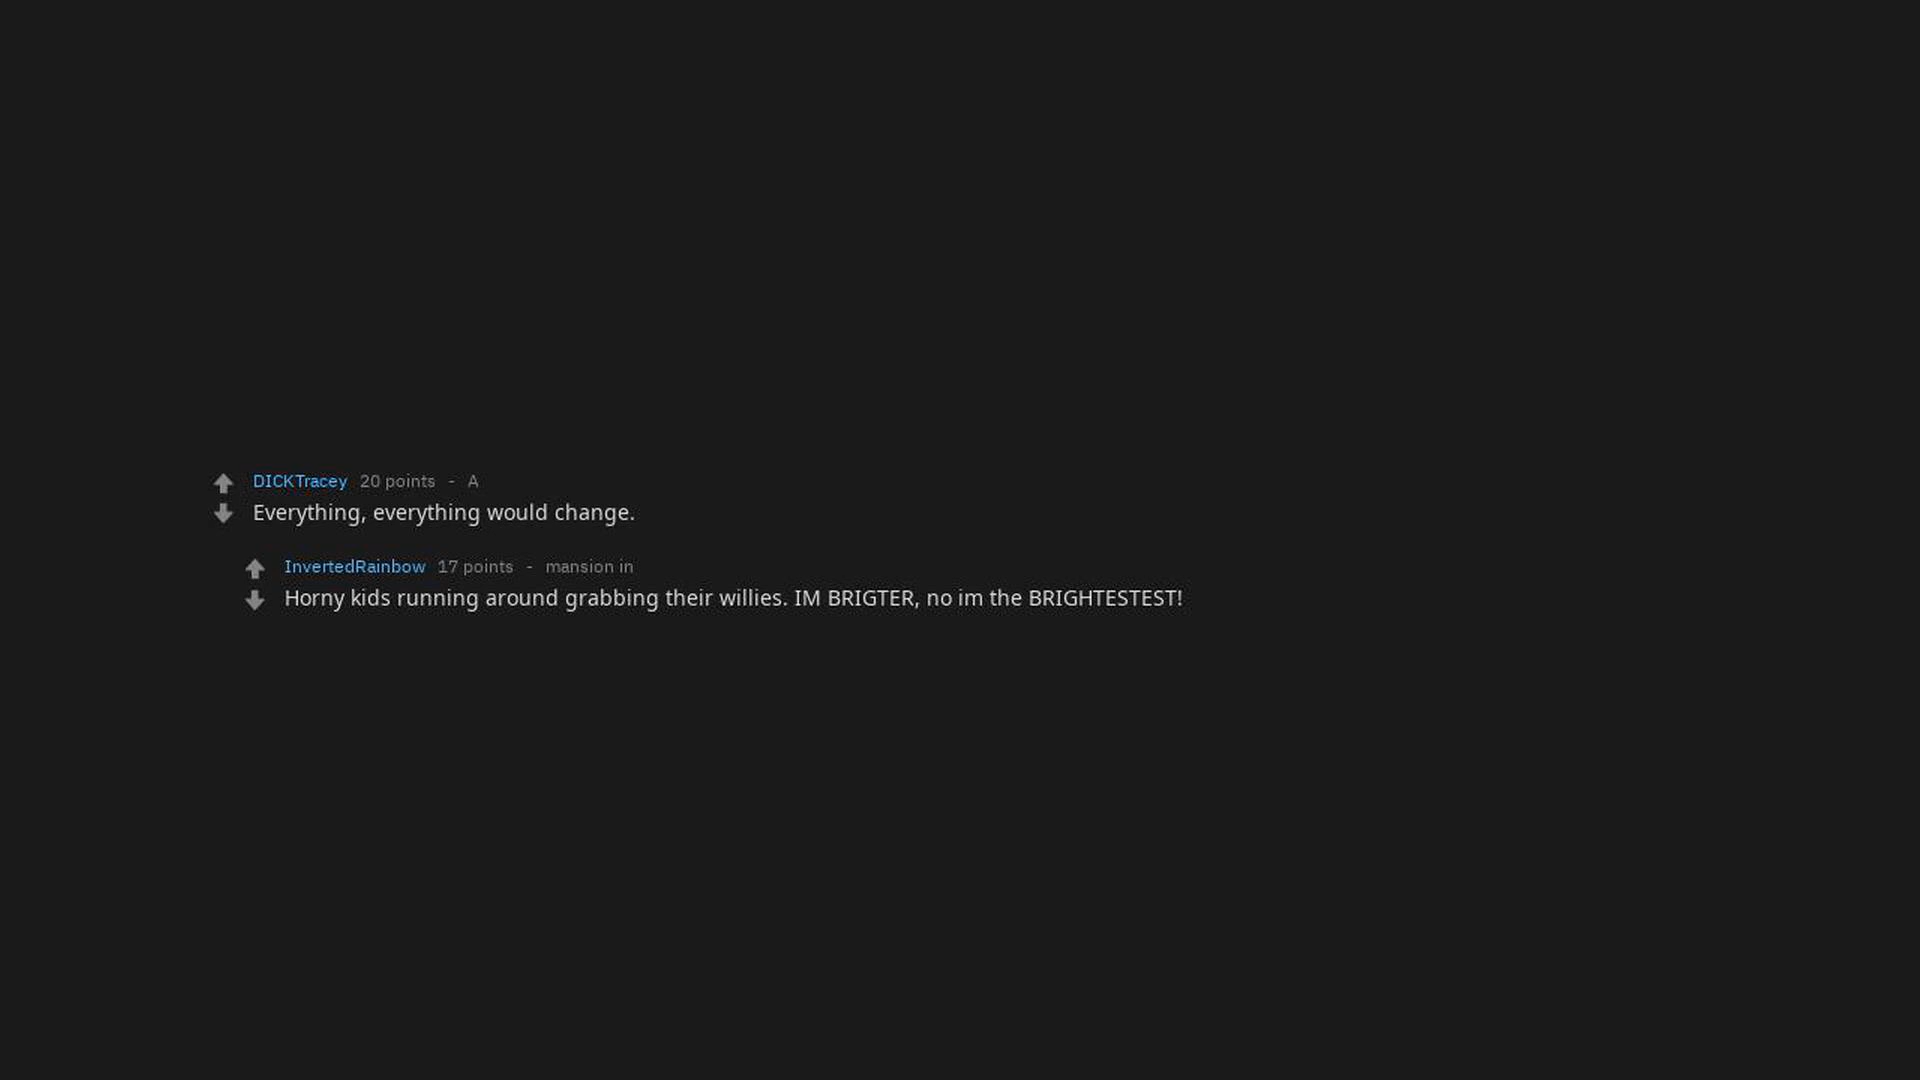 DICKTracey 20 points - A
Everything, everything would change.
InvertedRainbow 17 points - mansion in
Horny kids running around grabbing their willies. IM BRIGTER, no im the BRIGHTESTEST!